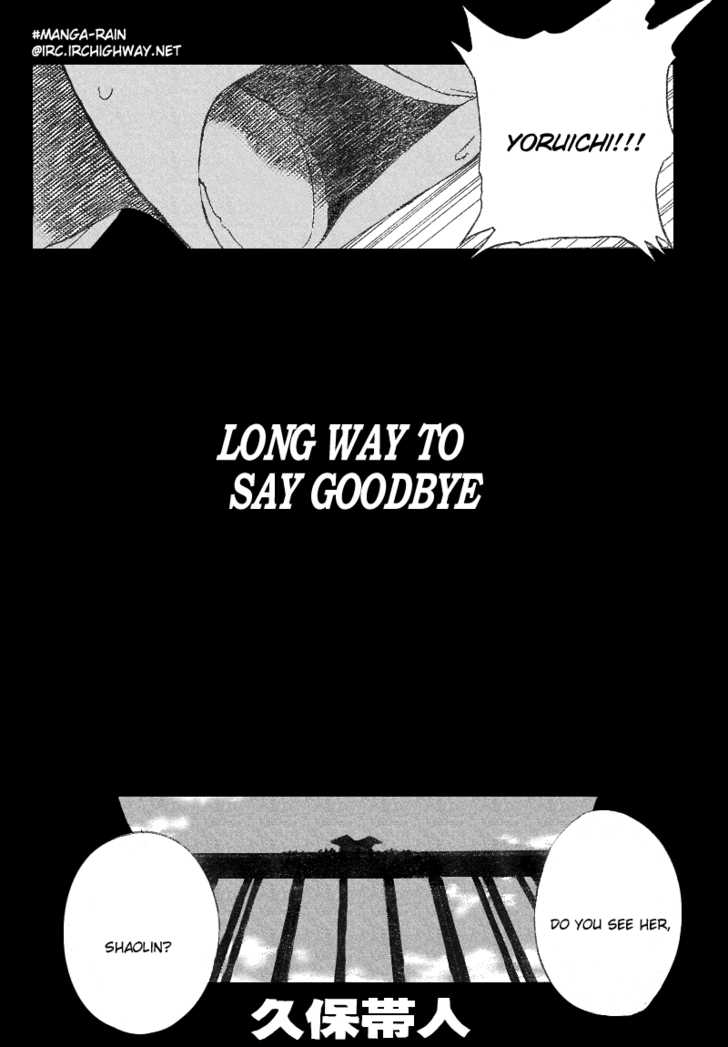 #MANGA-RAIN
@IRC.IRCHIGHWAY.NET
YORUICHI!!!
LONG WAY TO
SAY GOODBYE
DO YOU SEE HER,
SHAOLIN?
久保帯人